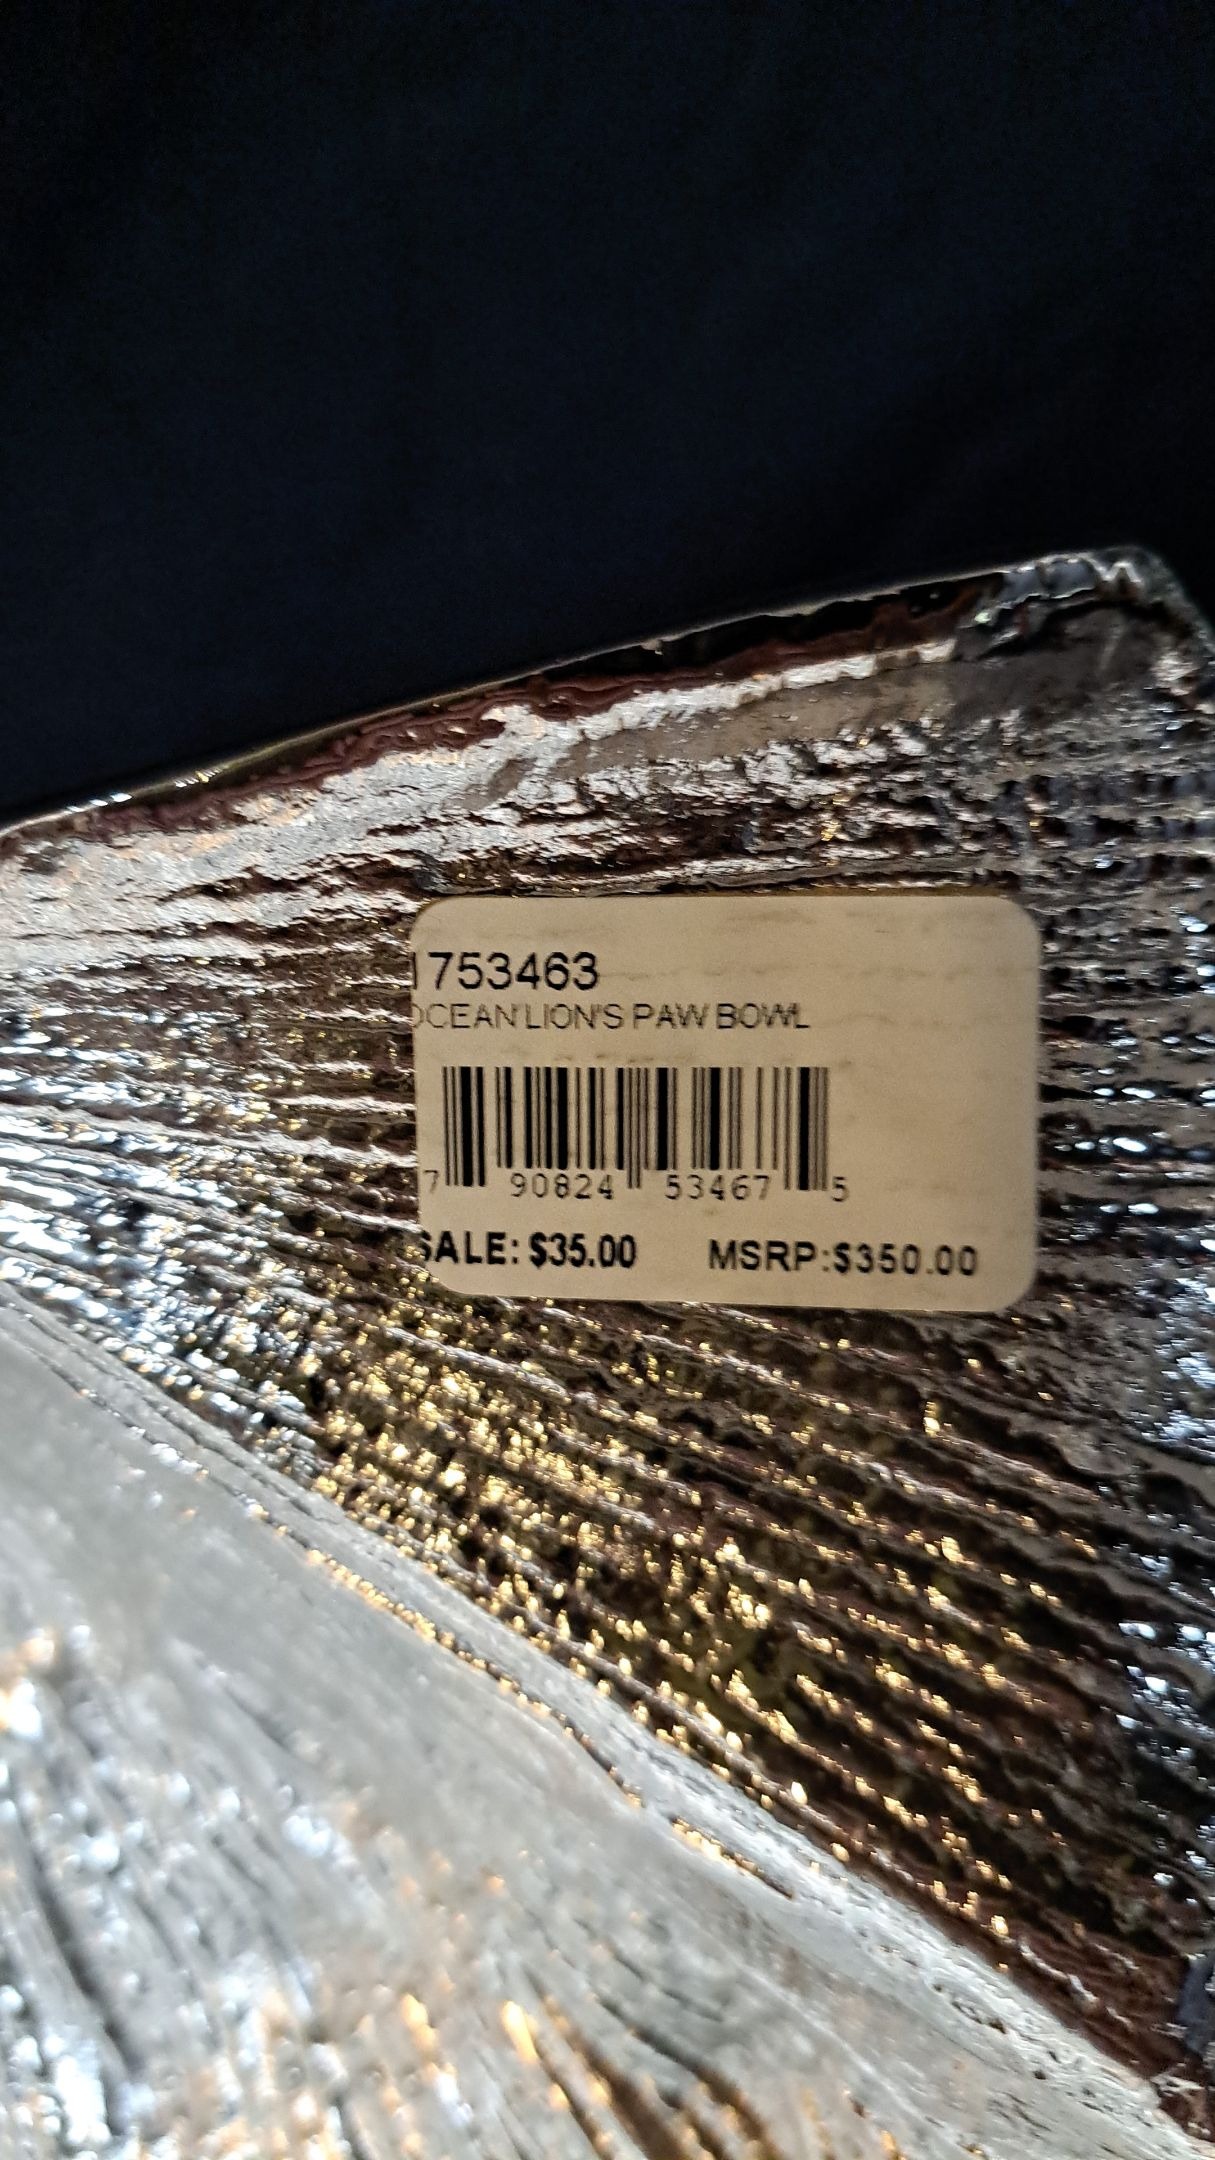 1753463
OCEAN LION'S PAW BOWL
7 90824 53467 5
SALE: $35.00 MSRP:$350.00